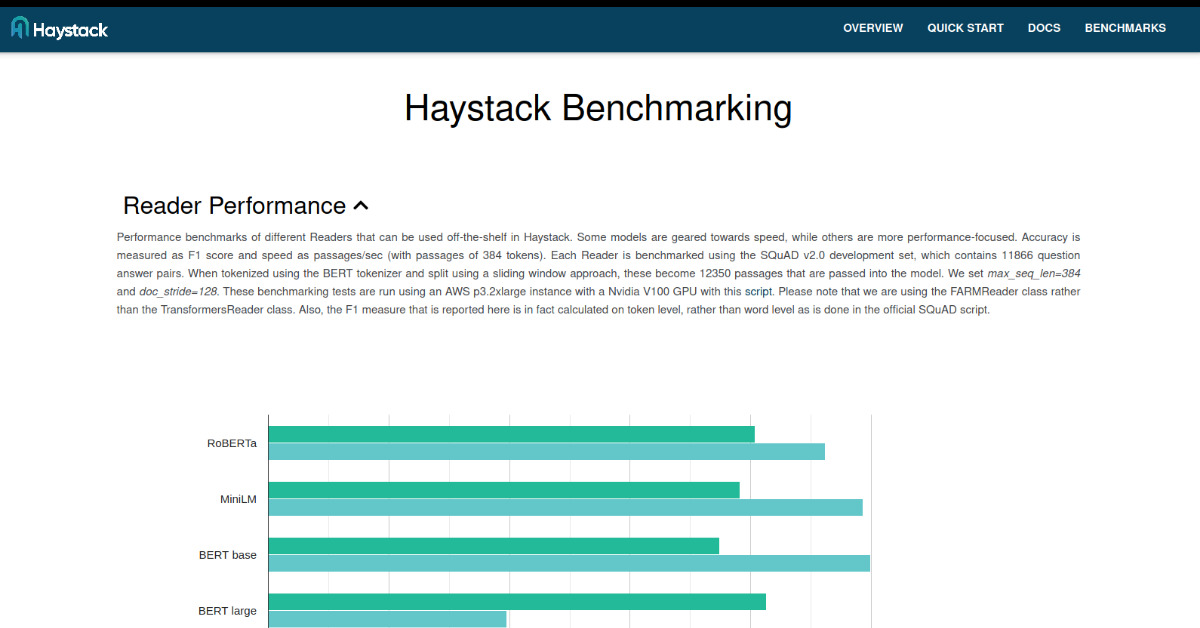 Haystack
OVERVIEW QUICK START DOCS BENCHMARKS
Haystack Benchmarking
Reader Performance
Performance benchmarks of different Readers that can be used off-the-shelf in Haystack. Some models are geared towards speed, while others are more performance-focused. Accuracy is
measured as F1 score and speed as passages/sec (with passages of 384 tokens). Each Reader is benchmarked using the SQuAD v2.0 development set, which contains 11866 question
answer pairs. When tokenized using the BERT tokenizer and split using a sliding window approach, these become 12350 passages that are passed into the model. We set max_seq_len=384
and doc_stride=128. These benchmarking tests are run using an AWS p3.2xlarge instance with a Nvidia V100 GPU with this script. Please note that we are using the FARMReader class rather
than the TransformersReader class. Also, the F1 measure that is reported here is in fact calculated on token level, rather than word level as is done in the official SQuAD script.
RoBERTa
MiniLM
BERT base
BERT large